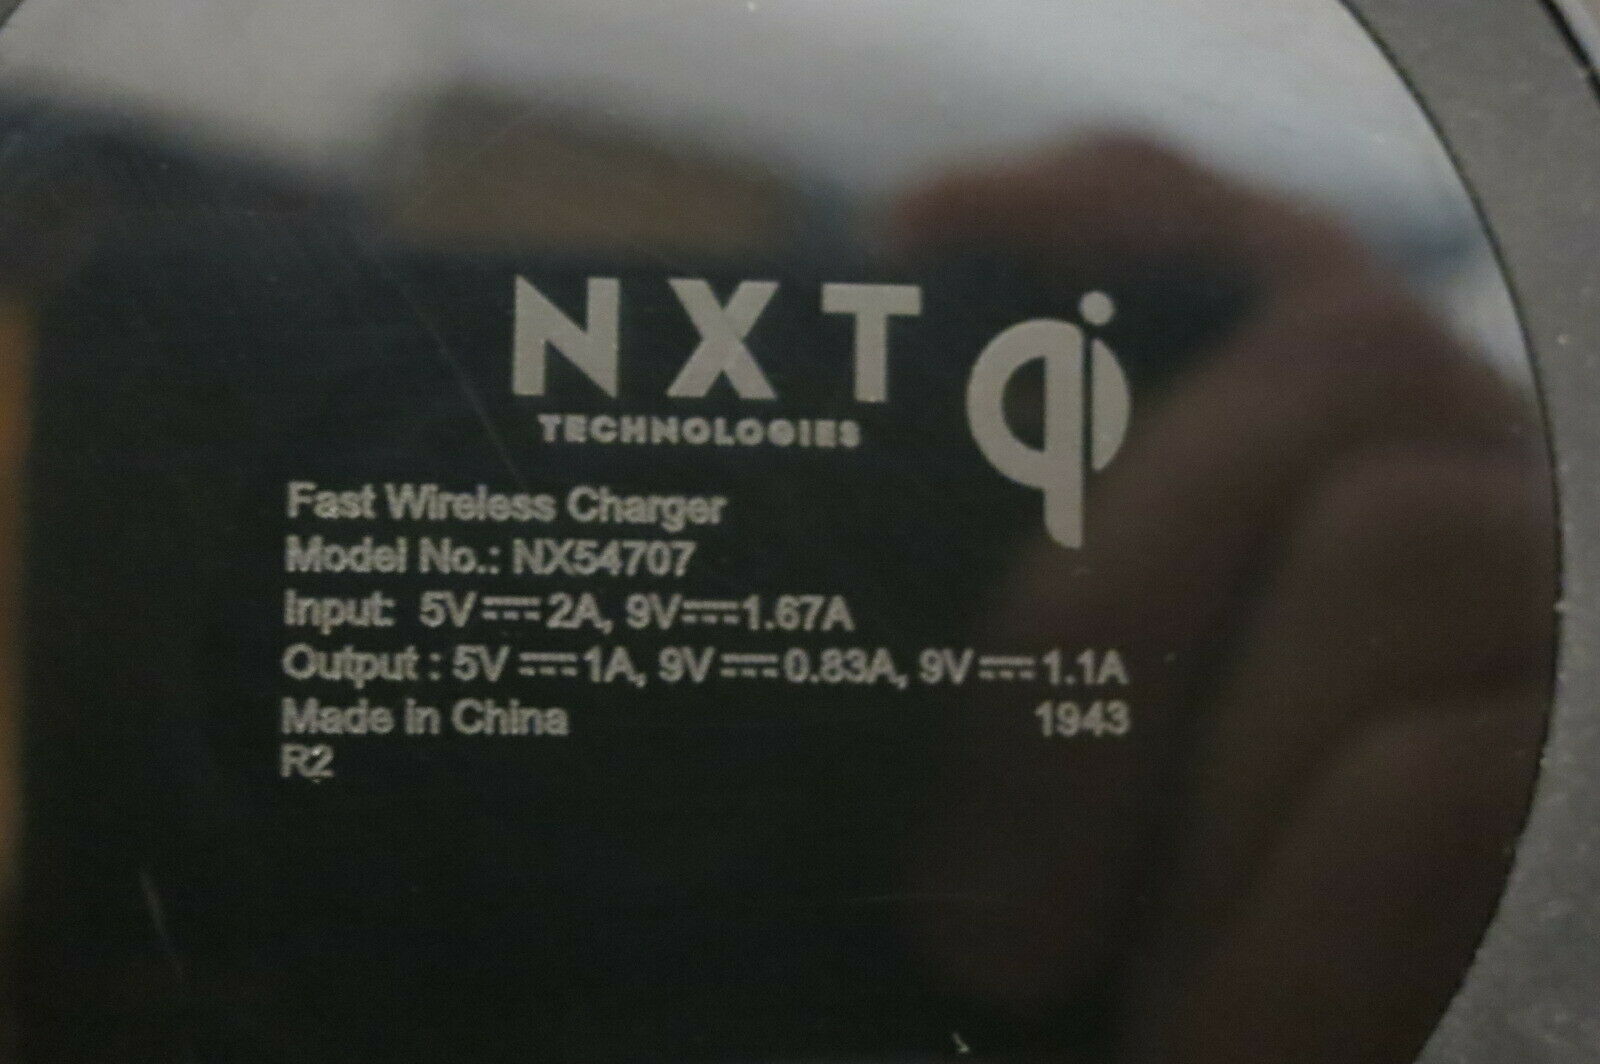 NXT
TECHNOLOGIES
qi
Fast Wireless Charger
Model No.: NX54707
Input: 5V⎓2A, 9V⎓1.67A
Output : 5V⎓1A, 9V⎓0.83A, 9V⎓1.1A
Made in China 1943
R2